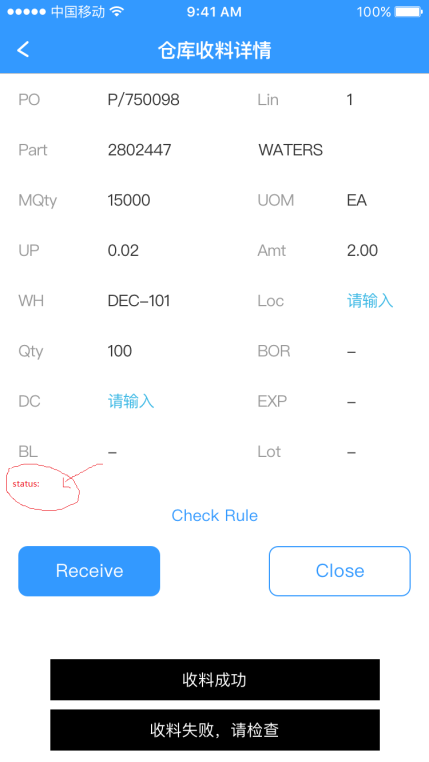 中国移动 9:41 AM 100%
仓库收料详情
PO P/750098 Lin 1
Part 2802447 WATERS
MQty 15000 UOM EA
UP 0.02 Amt 2.00
WH DEC-101 Loc 请输入
Qty 100 BOR -
DC 请输入 EXP -
BL - Lot -
status:
Check Rule
Receive Close
收料成功
收料失败，请检查